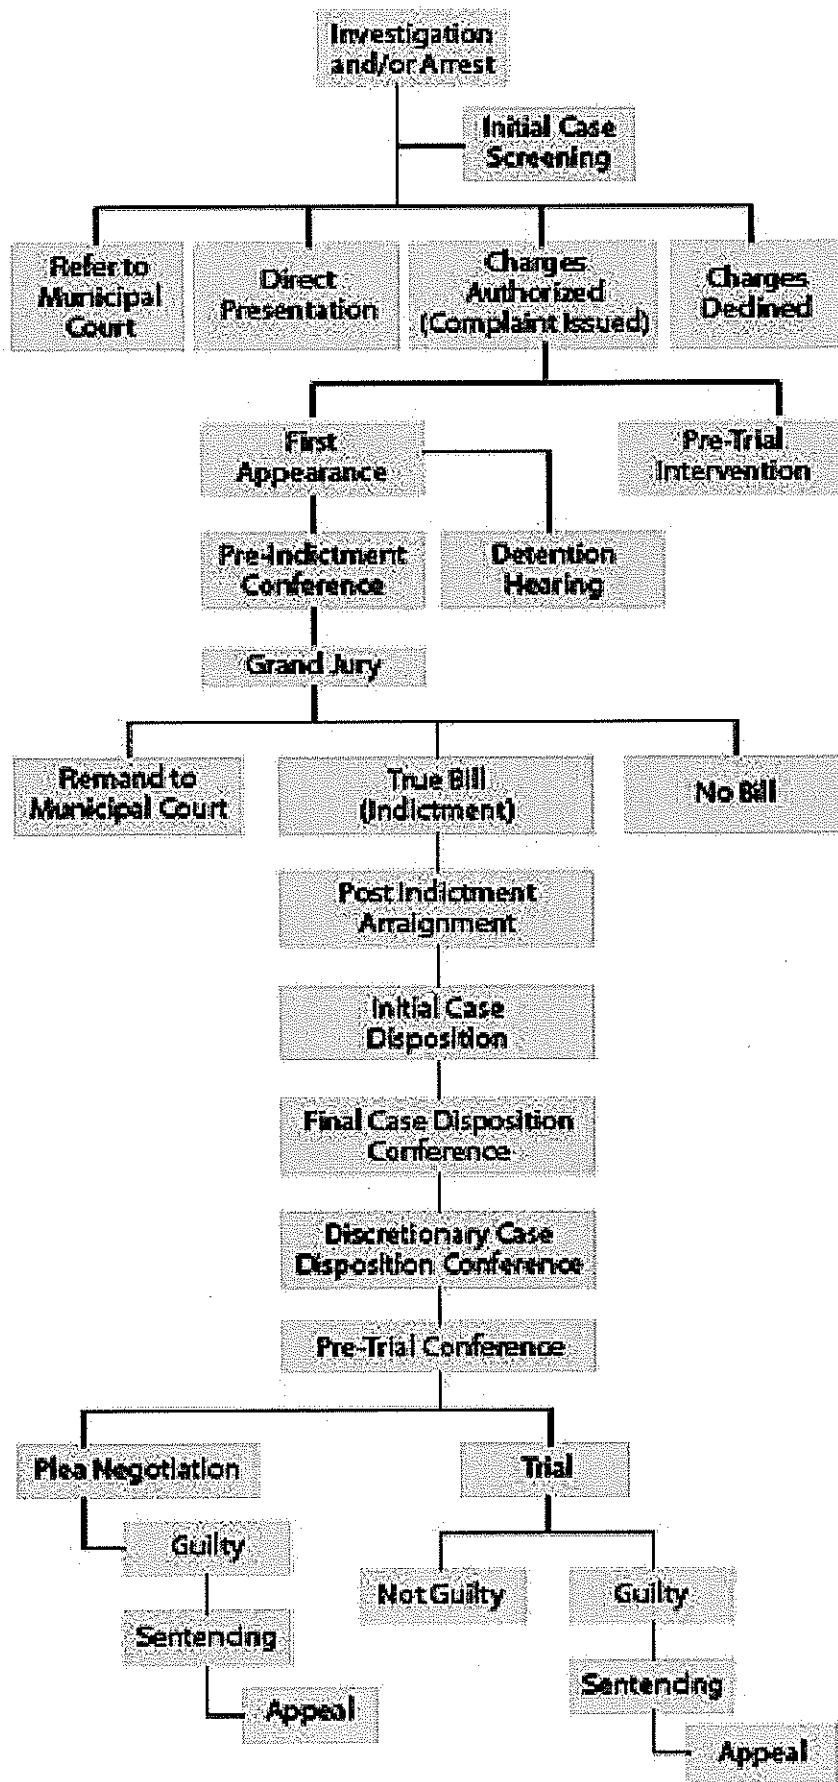 Investigation
and/or Arrest
Initial Case
Screening
Refer to
Municipal
Court
Direct
Presentation
Charges
Authorized
(Complaint Issued)
Charges
Declined
First
Appearance
Pre-Trial
Intervention
Pre-Indictment
Conference
Detention
Hearing
Grand Jury
Remand to
Municipal Court
True Bill
(Indictment)
No Bill
Post Indictment
Arraignment
Initial Case
Disposition
Final Case Disposition
Conference
Discretionary Case
Disposition Conference
Pre-Trial Conference
Plea Negotiation
Trial
Guilty
Not Guilty
Guilty
Sentencing
Sentencing
Appeal
Appeal